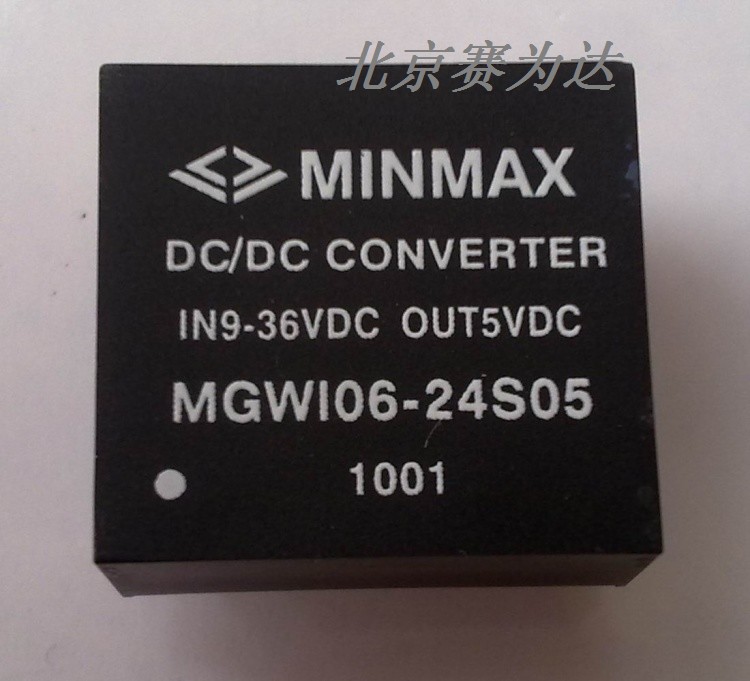 北京赛为达
MINMAX
DC/DC CONVERTER
IN9-36VDC OUT5VDC
MGWI06-24S05
1001